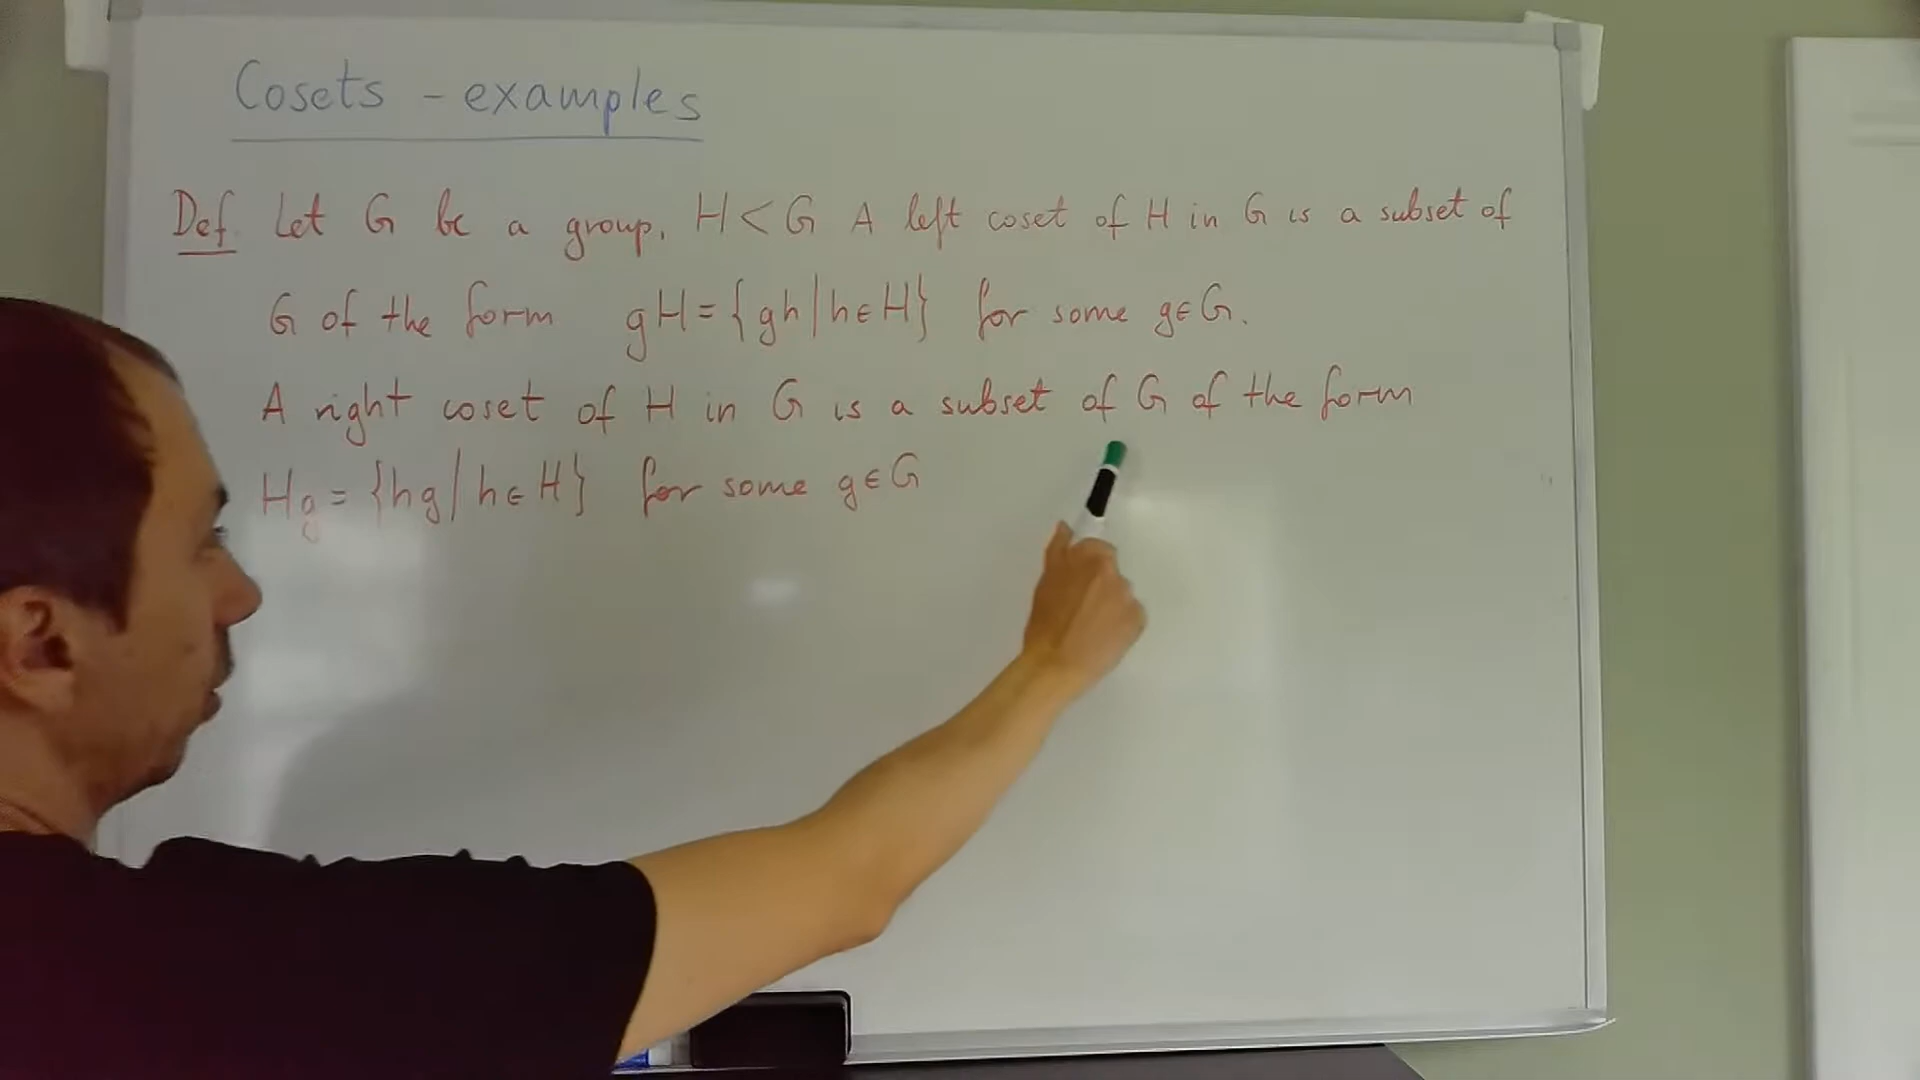 Cosets - examples
Def. Let G be a group, H < G A left coset of H in G is a subset of
G of the form gH = {gh | h ∈ H} for some g ∈ G.
A right coset of H in G is a subset of G of the form
Hg = {hg | h ∈ H} for some g ∈ G